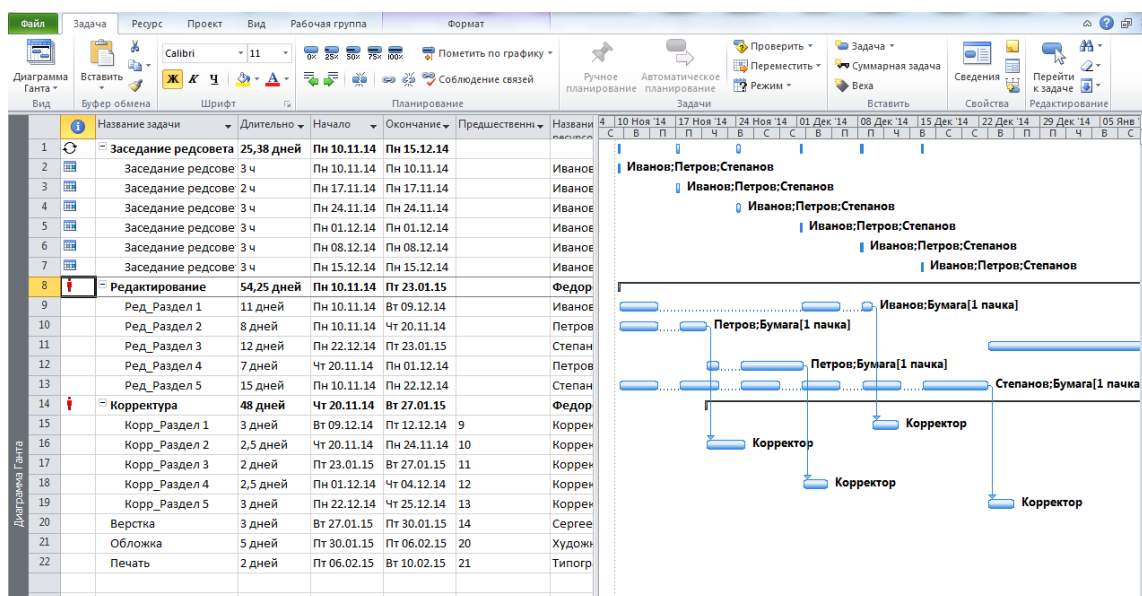 Файл Задача Ресурс Проект Вид Рабочая группа Формат
Calibri 11 0× 25× 50× 75× 100× Пометить по графику Проверить Задача
Диаграмма Ганта Вставить Ж К Ч А Соблюдение связей Ручное планирование Автоматическое планирование Переместить Режим Суммарная задача Веха Сведения Перейти к задаче
Вид Буфер обмена Шрифт Планирование Задачи Вставить Свойства Редактирование
Название задачи Длительно Начало Окончание Предшественни Названи 4 10 Ноя '14 17 Ноя '14 24 Ноя '14 01 Дек '14 08 Дек '14 15 Дек '14 22 Дек '14 29 Дек '14 05 Янв '
С В П П Ч В С С В П П Ч В С С В П П Ч В С
1 Заседание редсовета 25,38 дней Пн 10.11.14 Пн 15.12.14
2 Заседание редсове 3 ч Пн 10.11.14 Пн 10.11.14 Иванов Иванов;Петров;Степанов
3 Заседание редсове 2 ч Пн 17.11.14 Пн 17.11.14 Иванов Иванов;Петров;Степанов
4 Заседание редсове 3 ч Пн 24.11.14 Пн 24.11.14 Иванов Иванов;Петров;Степанов
5 Заседание редсове 3 ч Пн 01.12.14 Пн 01.12.14 Иванов Иванов;Петров;Степанов
6 Заседание редсове 3 ч Пн 08.12.14 Пн 08.12.14 Иванов Иванов;Петров;Степанов
7 Заседание редсове 3 ч Пн 15.12.14 Пн 15.12.14 Иванов Иванов;Петров;Степанов
8 Редактирование 54,25 дней Пн 10.11.14 Пт 23.01.15 Федор
9 Ред_Раздел 1 11 дней Пн 10.11.14 Вт 09.12.14 Иванов Иванов;Бумага[1 пачка]
10 Ред_Раздел 2 8 дней Пн 10.11.14 Чт 20.11.14 Петров Петров;Бумага[1 пачка]
11 Ред_Раздел 3 12 дней Пн 22.12.14 Пт 23.01.15 Степан
12 Ред_Раздел 4 7 дней Чт 20.11.14 Пн 01.12.14 Петров Петров;Бумага[1 пачка]
13 Ред_Раздел 5 15 дней Пн 10.11.14 Пн 22.12.14 Степан Степанов;Бумага[1 пачка
14 Корректура 48 дней Чт 20.11.14 Вт 27.01.15 Федор
15 Корр_Раздел 1 3 дней Вт 09.12.14 Пт 12.12.14 9 Коррек Корректор
16 Корр_Раздел 2 2,5 дней Чт 20.11.14 Пн 24.11.14 10 Коррек Корректор
17 Корр_Раздел 3 2 дней Пт 23.01.15 Вт 27.01.15 11 Коррек
18 Корр_Раздел 4 2,5 дней Пн 01.12.14 Чт 04.12.14 12 Коррек Корректор
19 Корр_Раздел 5 3 дней Пн 22.12.14 Чт 25.12.14 13 Коррек Корректор
20 Верстка 3 дней Вт 27.01.15 Пт 30.01.15 14 Сергее
21 Обложка 5 дней Пт 30.01.15 Пт 06.02.15 20 Художн
22 Печать 2 дней Пт 06.02.15 Вт 10.02.15 21 Типогр
Диаграмма Ганта